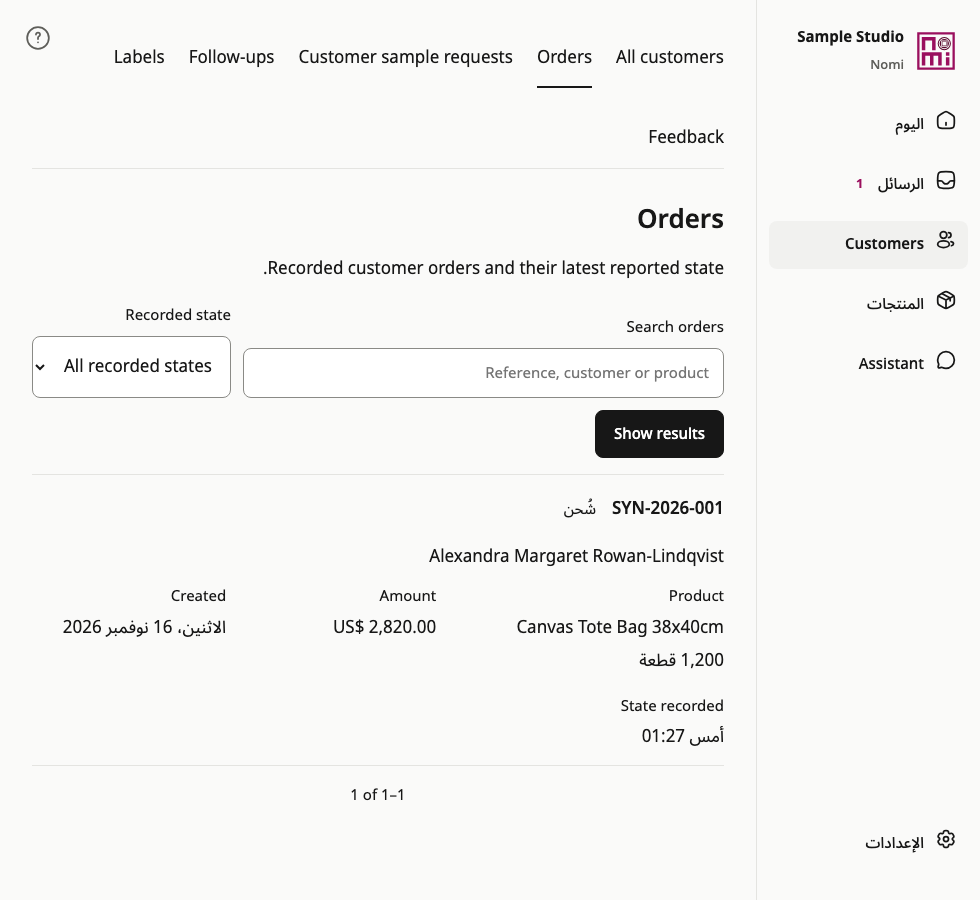 Sample Studio
Nomi
اليوم
الرسائل 1
Customers
المنتجات
Assistant
الإعدادات
All customers
Orders
Customer sample requests
Follow-ups
Labels
Feedback
Orders
.Recorded customer orders and their latest reported state
Search orders
Reference, customer or product
Recorded state
All recorded states
Show results
SYN-2026-001 شُحن
Alexandra Margaret Rowan-Lindqvist
Product
Canvas Tote Bag 38x40cm
1,200 قطعة
Amount
US$ 2,820.00
Created
الاثنين، 16 نوفمبر 2026
State recorded
أمس 01:27
1 of 1–1